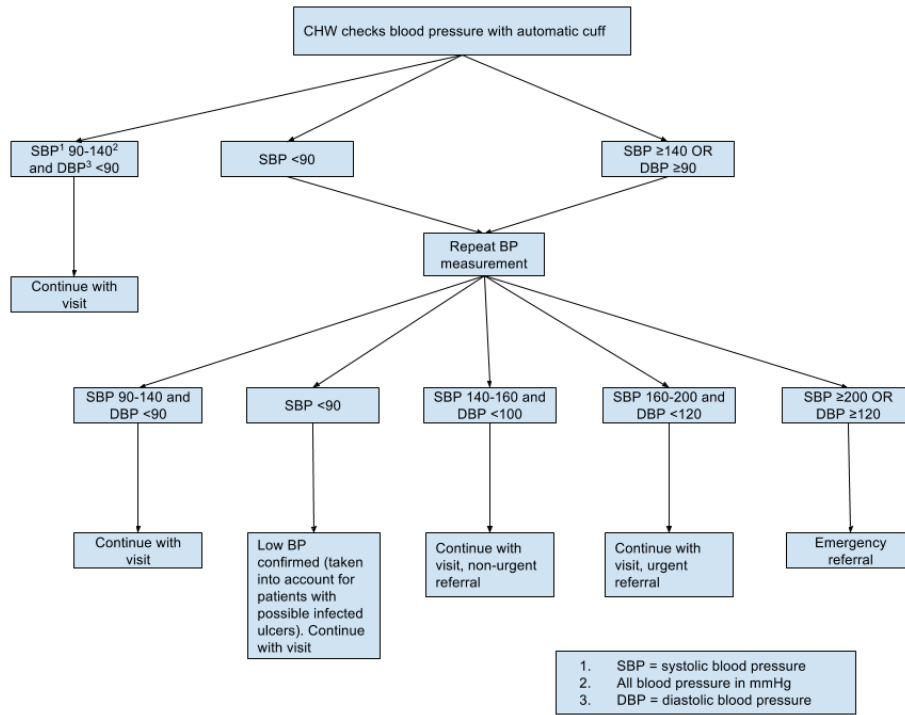 CHW checks blood pressure with automatic cuff
SBP¹ 90-140²
and DBP³ <90
SBP <90
SBP ≥140 OR
DBP ≥90
Repeat BP
measurement
Continue with
visit
SBP 90-140 and
DBP <90
SBP <90
SBP 140-160 and
DBP <100
SBP 160-200 and
DBP <120
SBP ≥200 OR
DBP ≥120
Continue with
visit
Low BP
confirmed (taken
into account for
patients with
possible infected
ulcers). Continue
with visit
Continue with
visit, non-urgent
referral
Continue with
visit, urgent
referral
Emergency
referral
1. SBP = systolic blood pressure
2. All blood pressure in mmHg
3. DBP = diastolic blood pressure